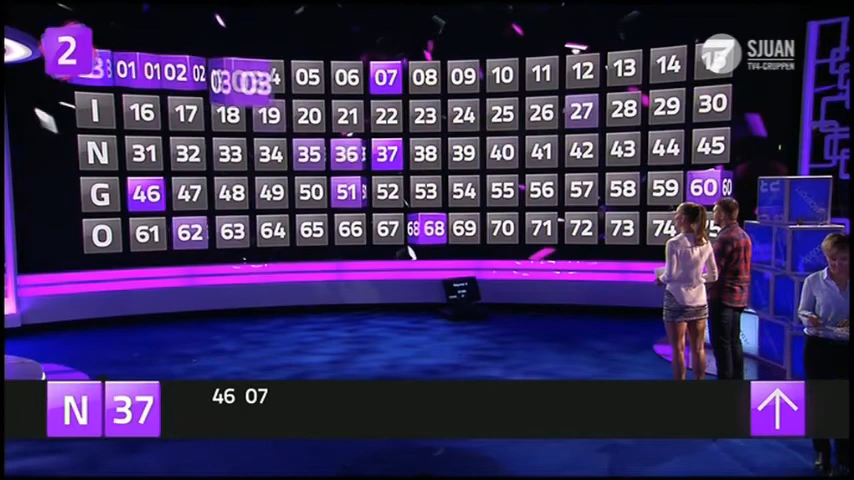 2
SJUAN
TV4-GRUPPEN
B 01 01 02 02 03 03 4 05 06 07 08 09 10 11 12 13 14 15
I 16 17 18 19 20 21 22 23 24 25 26 27 28 29 30
N 31 32 33 34 35 36 37 38 39 40 41 42 43 44 45
G 46 47 48 49 50 51 52 53 54 55 56 57 58 59 60 60
O 61 62 63 64 65 66 67 68 68 69 70 71 72 73 74
N 37 46 07